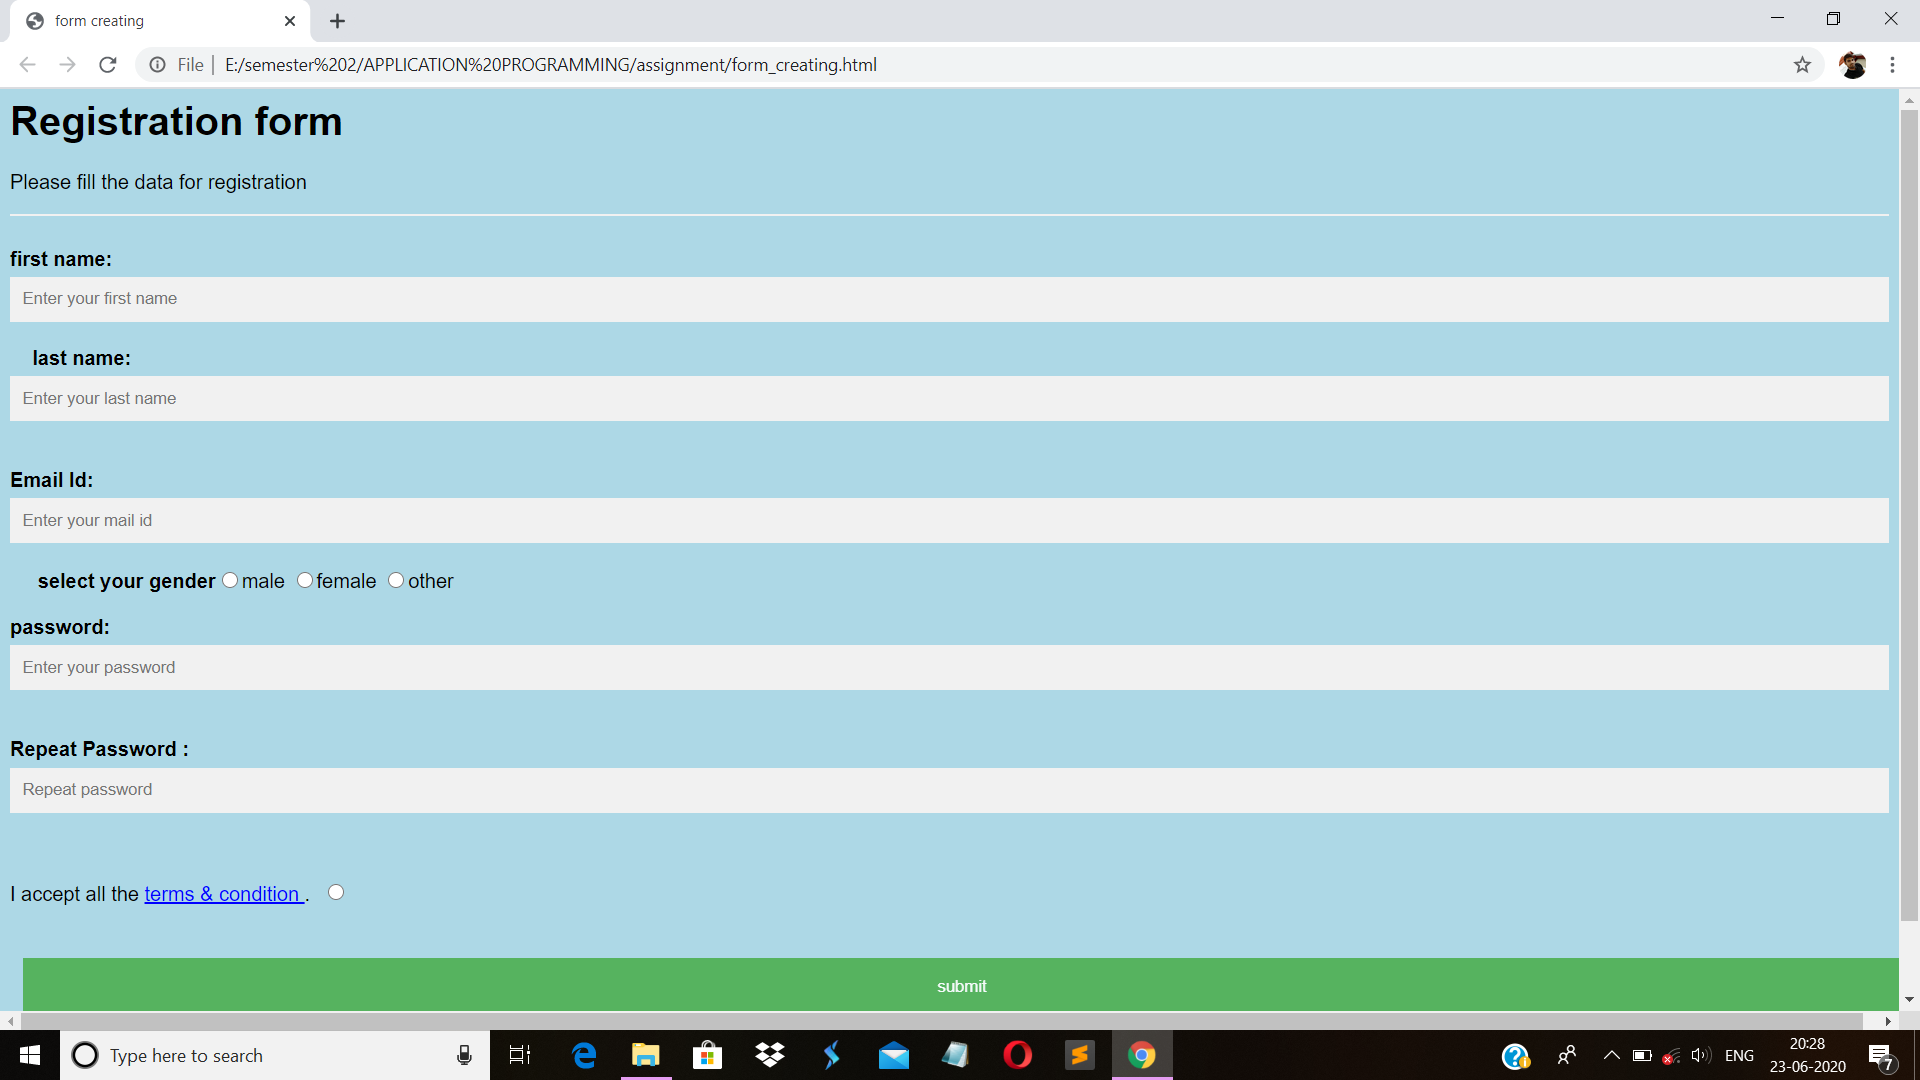 form creating
File E:/semester%202/APPLICATION%20PROGRAMMING/assignment/form_creating.html
Registration form
Please fill the data for registration
first name:
Enter your first name
last name:
Enter your last name
Email Id:
Enter your mail id
select your gender male female other
password:
Enter your password
Repeat Password :
Repeat password
I accept all the terms & condition .
submit
Type here to search
ENG
20:28
23-06-2020
7